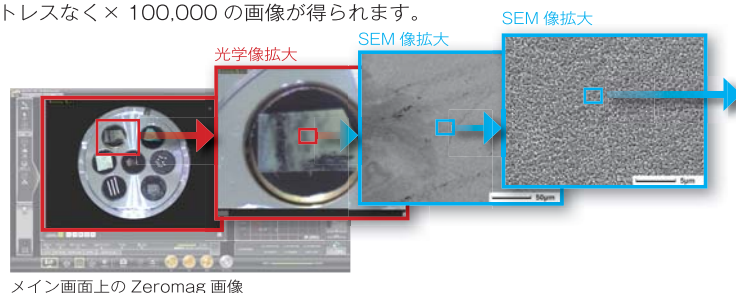 トレスなく× 100,000 の画像が得られます。
SEM 像拡大
SEM 像拡大
光学像拡大
50μm
5μm
メイン画面上の Zeromag 画像